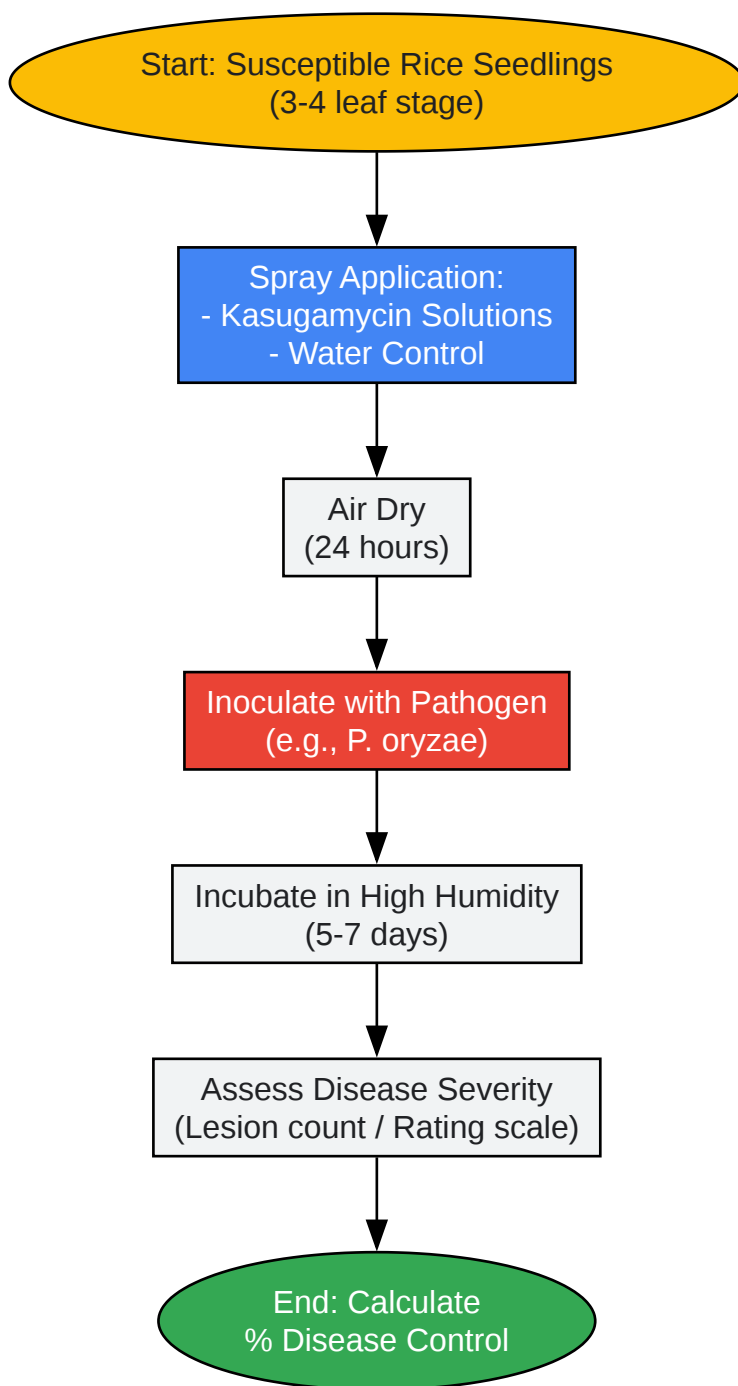 Start: Susceptible Rice Seedlings
(3-4 leaf stage)
Spray Application:
- Kasugamycin Solutions
- Water Control
Air Dry
(24 hours)
Inoculate with Pathogen
(e.g., P. oryzae)
Incubate in High Humidity
(5-7 days)
Assess Disease Severity
(Lesion count / Rating scale)
End: Calculate
% Disease Control